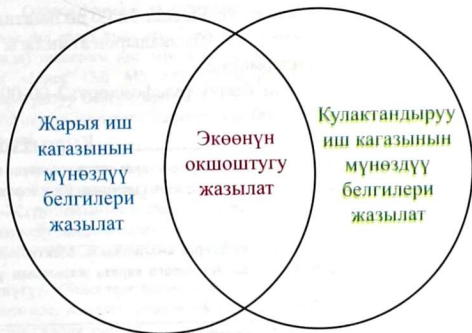 Жарыя иш
кагазынын
мүнөздүү
белгилери
жазылат
Экөөнүн
окшоштугу
жазылат
Кулактандыруу
иш кагазынын
мүнөздүү
белгилери
жазылат